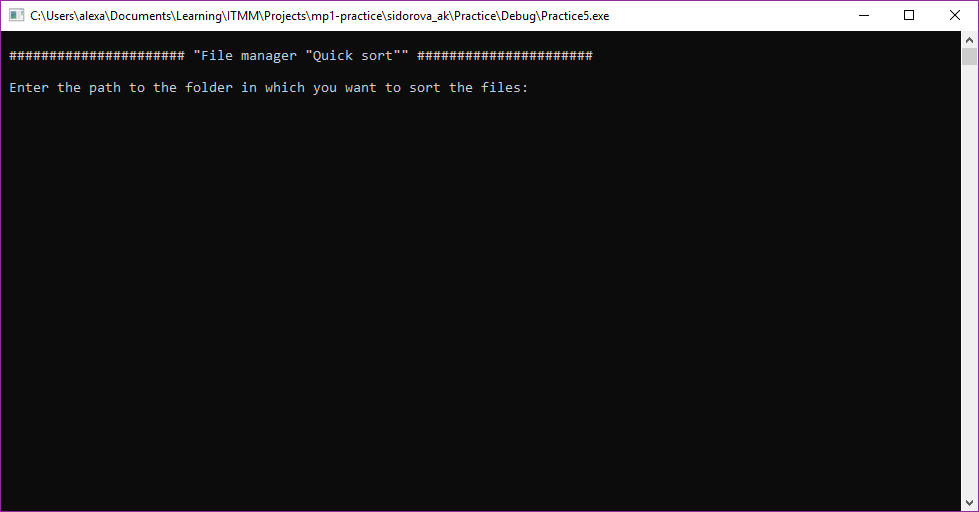 C:\Users\alexa\Documents\Learning\ITMM\Projects\mp1-practice\sidorova_ak\Practice\Debug\Practice5.exe
###################### "File manager "Quick sort"" ######################
Enter the path to the folder in which you want to sort the files: